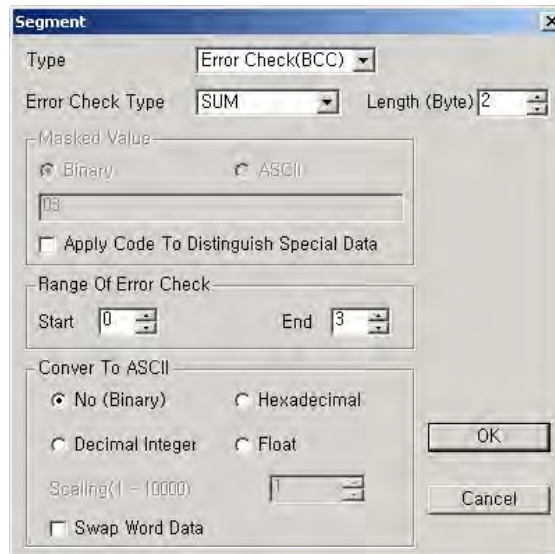 Segment
Type Error Check(BCC)
Error Check Type SUM Length (Byte) 2
Masked Value
Binary ASCII
03
Apply Code To Distinguish Special Data
Range Of Error Check
Start 0 End 3
Conver To ASCII
No (Binary) Hexadecimal
Decimal Integer Float
OK
Scaling(1 - 10000) 1
Cancel
Swap Word Data